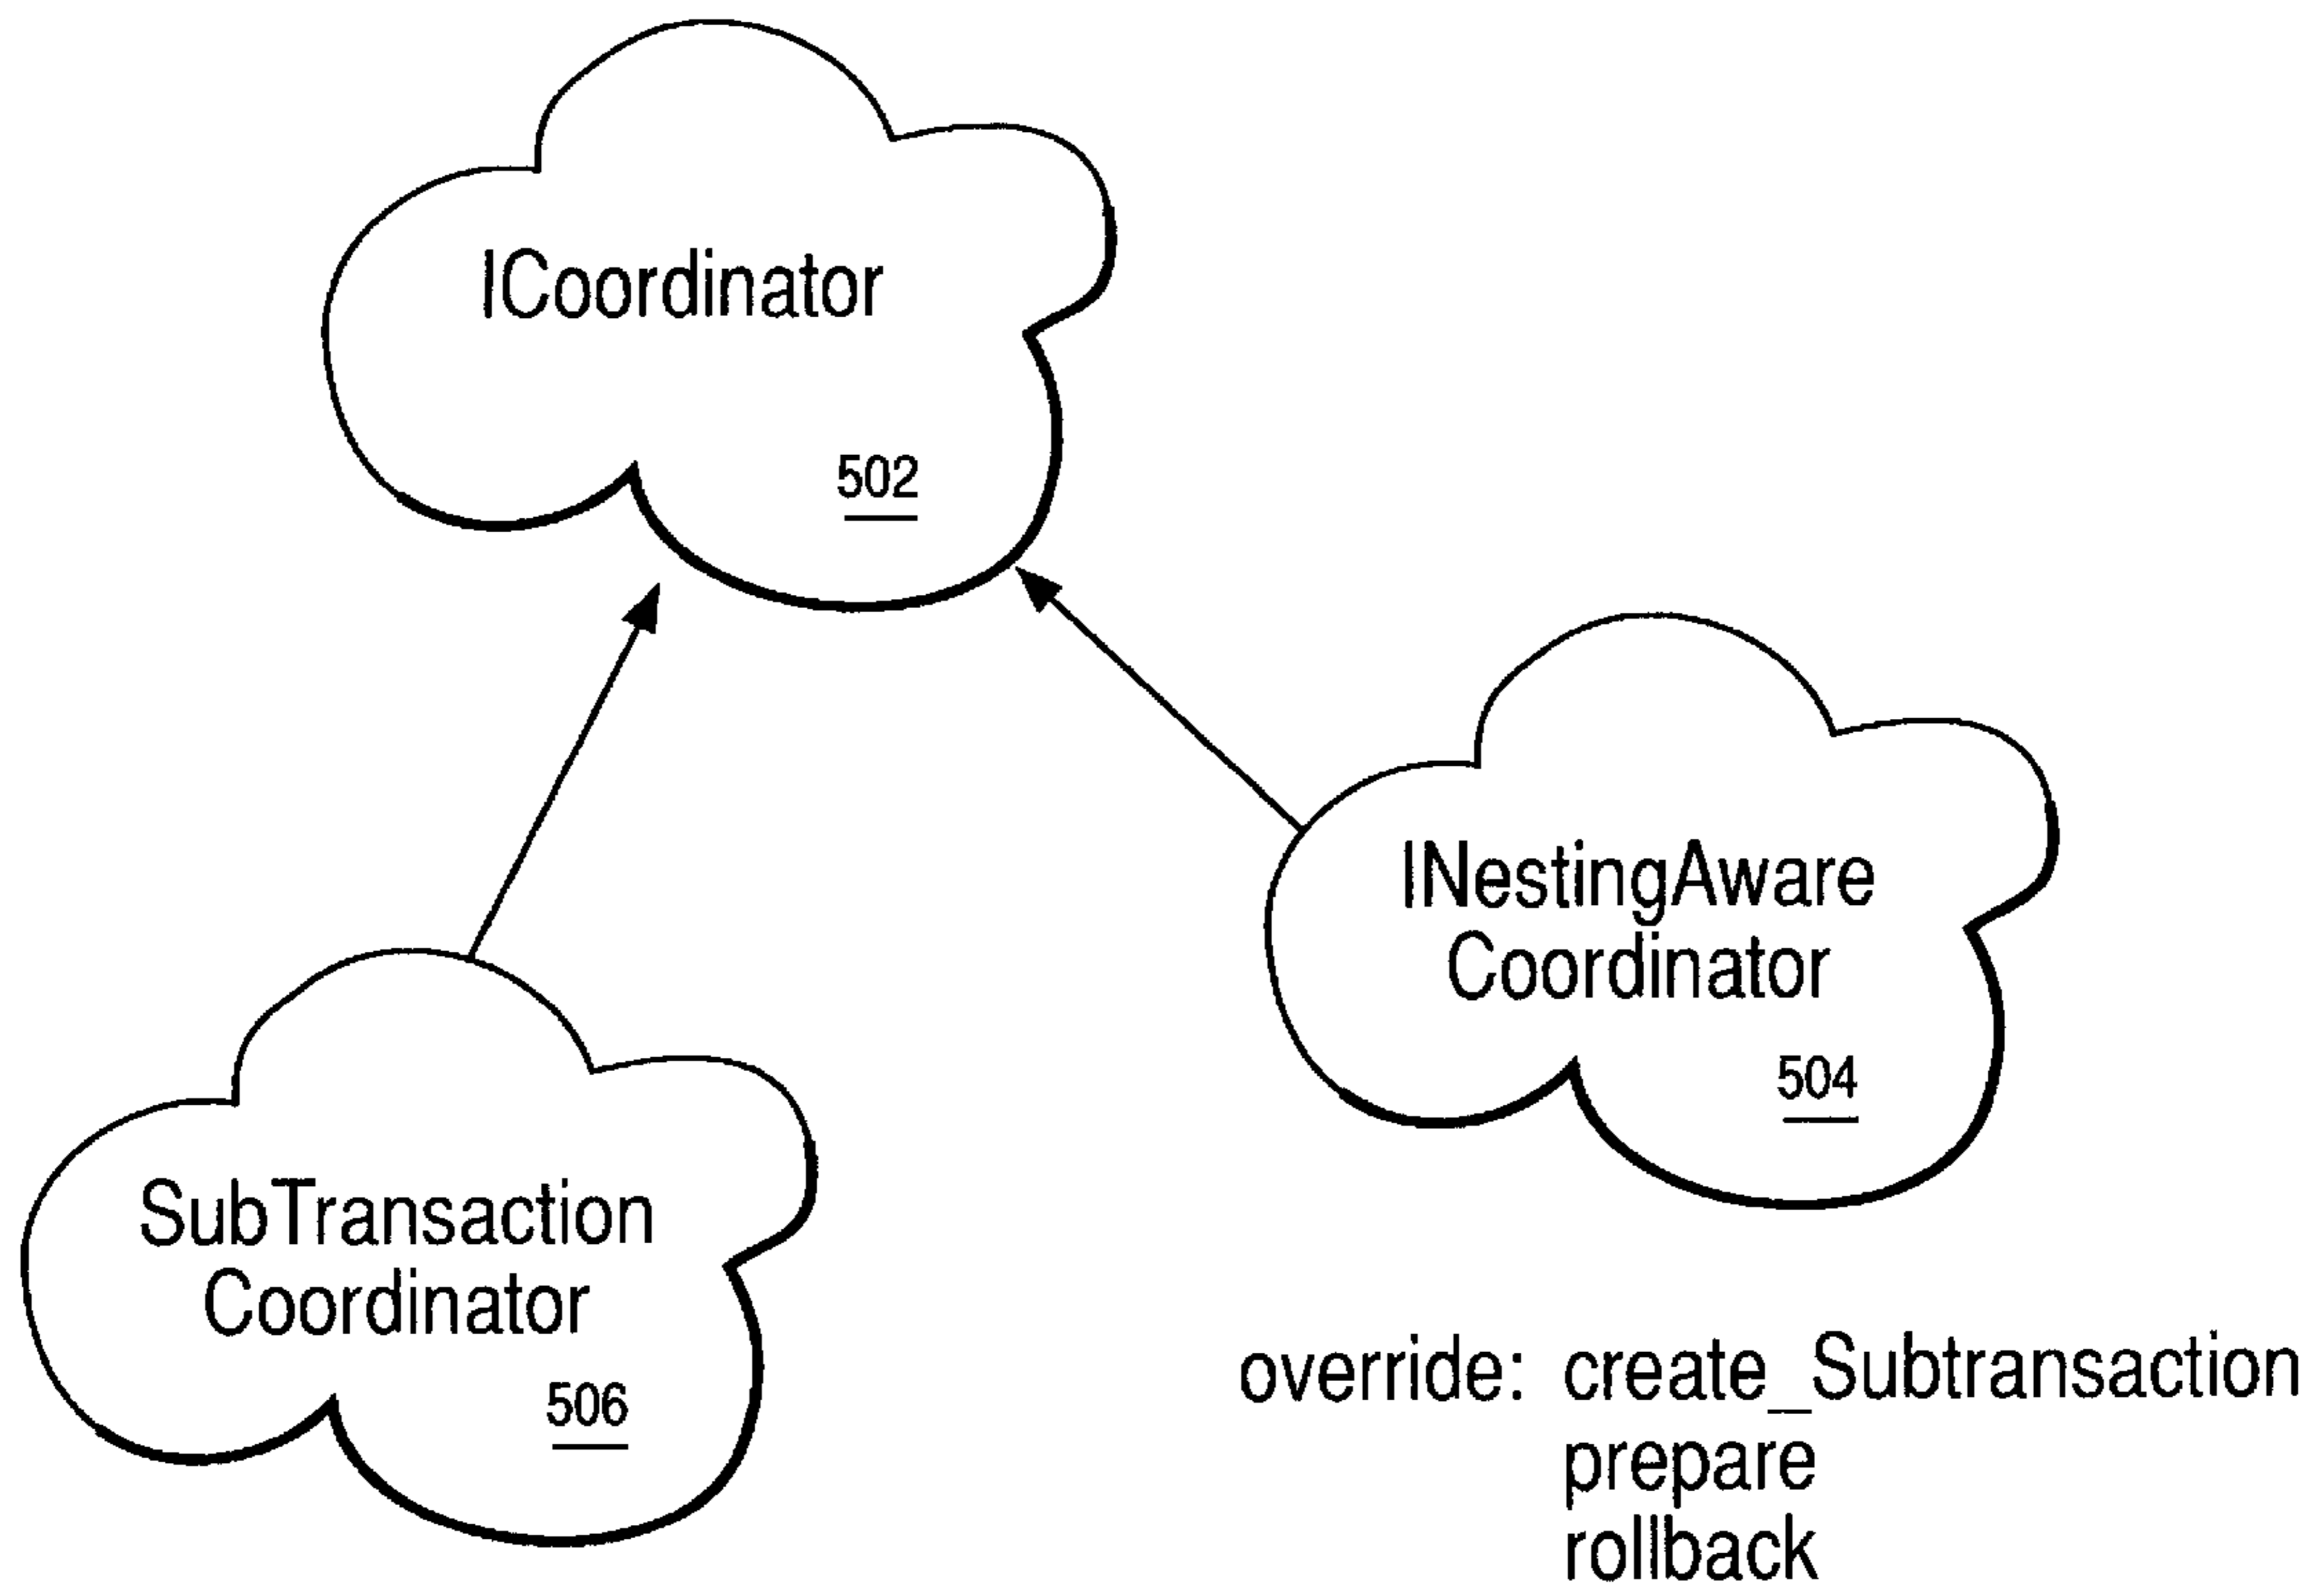 ICoordinator
502
INestingAware
Coordinator
504
SubTransaction
Coordinator
506
override: create_Subtransaction
prepare
rollback